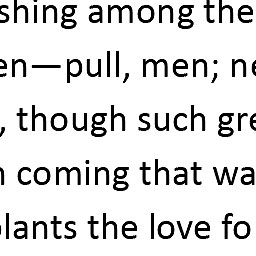 shing among the
en—pull, men; ne
, though such gre
n coming that wa
plants the love fo